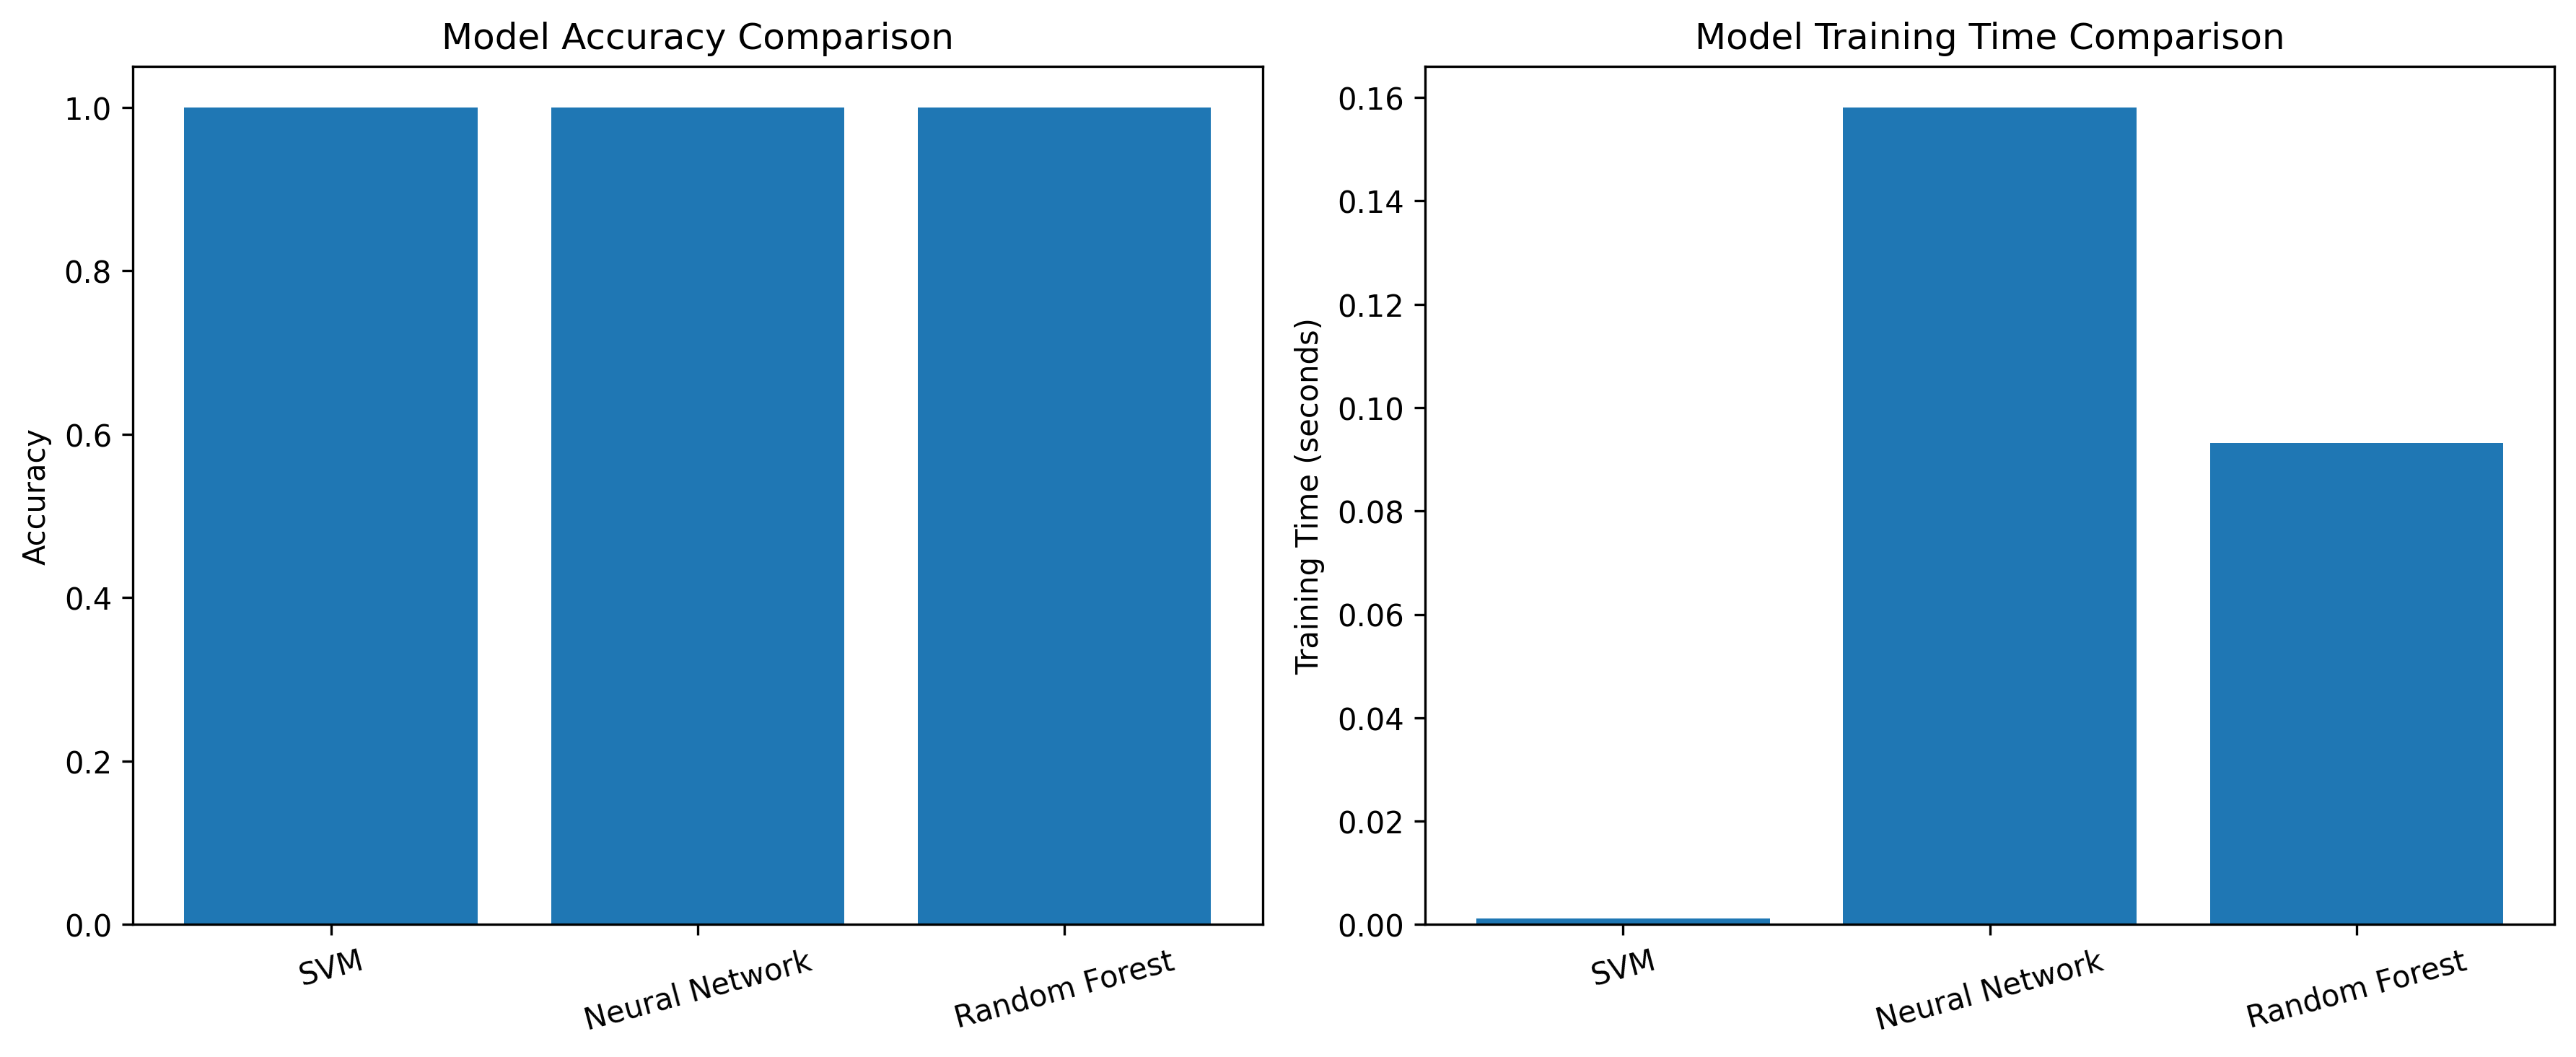 Model Accuracy Comparison
Accuracy
1.0
0.8
0.6
0.4
0.2
0.0
SVM
Neural Network
Random Forest
Model Training Time Comparison
Training Time (seconds)
0.16
0.14
0.12
0.10
0.08
0.06
0.04
0.02
0.00
SVM
Neural Network
Random Forest